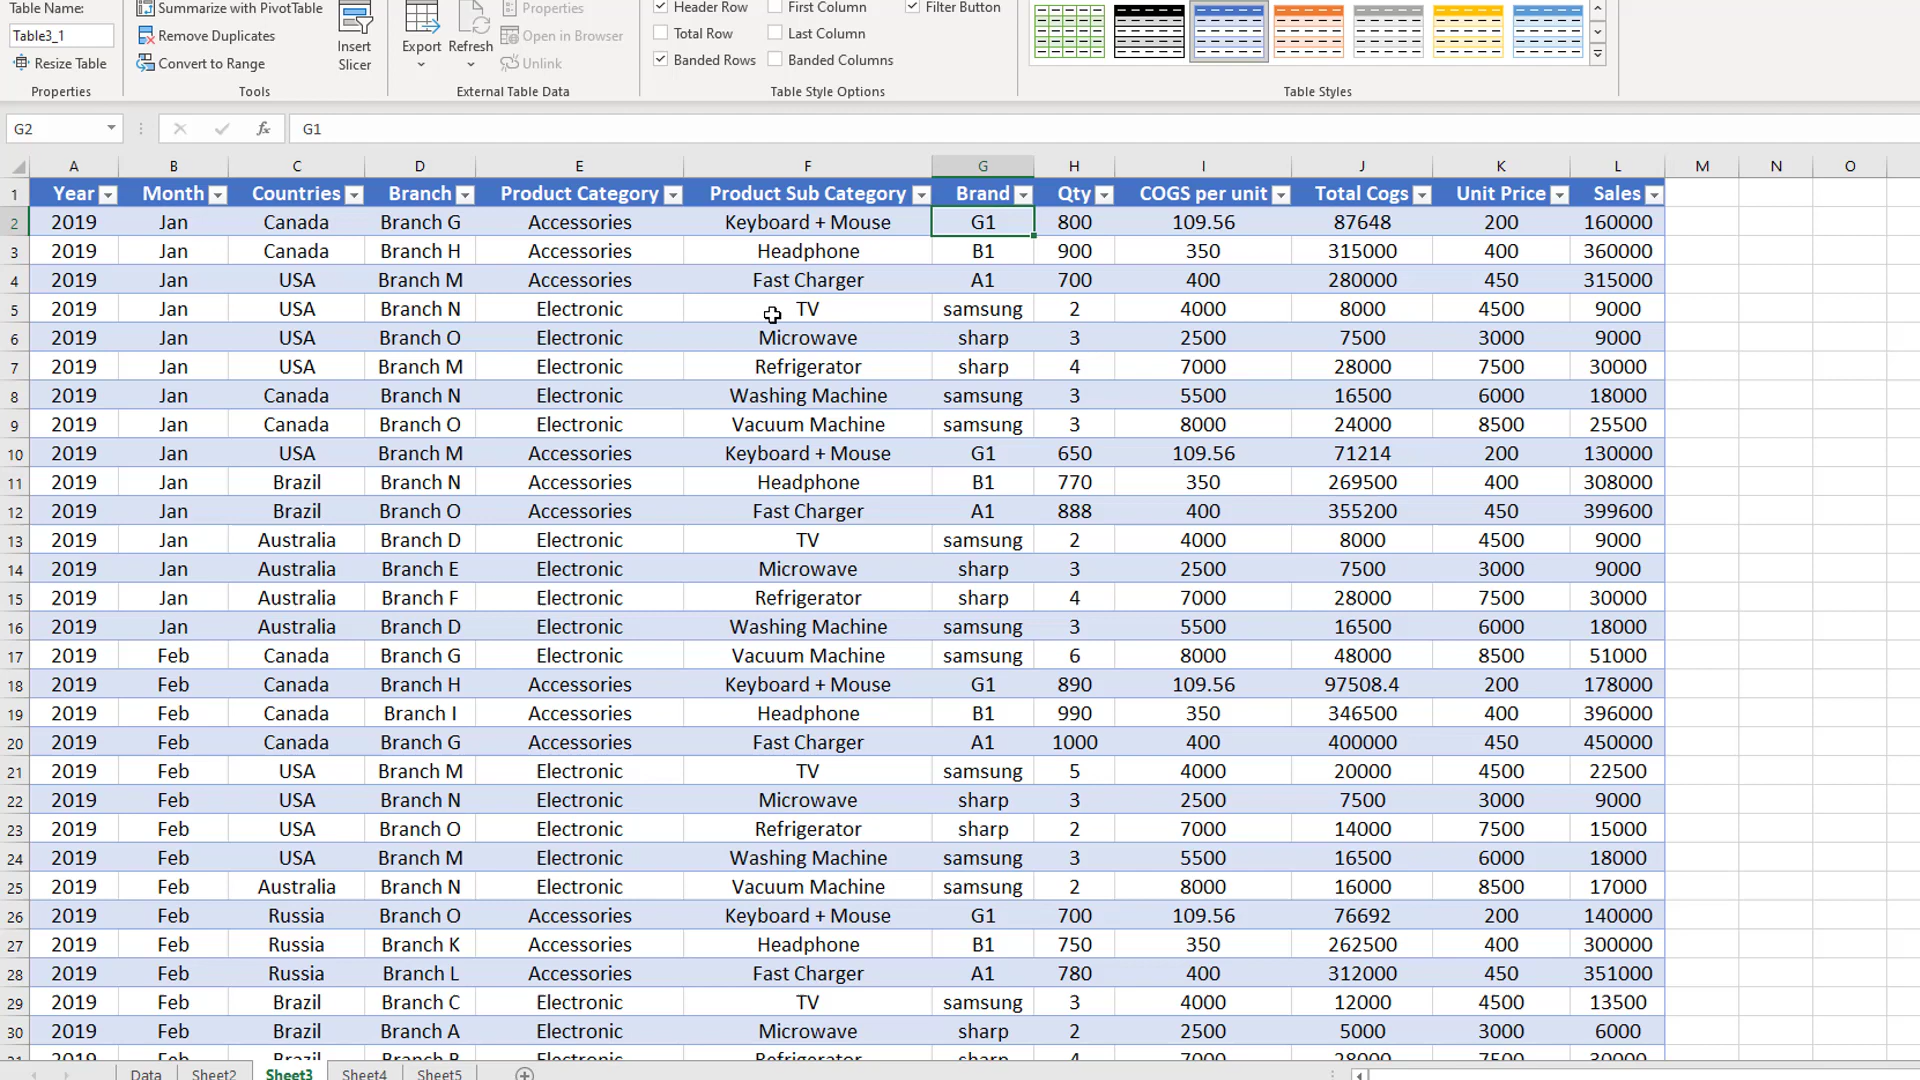 Table Name: Summarize with PivotTable Properties Header Row First Column Filter Button
Table3_1 Remove Duplicates Insert Slicer Export Refresh Open in Browser Total Row Last Column
Resize Table Convert to Range Unlink Banded Rows Banded Columns
Properties Tools External Table Data Table Style Options Table Styles
G2 fx G1
A B C D E F G H I J K L M N O
1 Year Month Countries Branch Product Category Product Sub Category Brand Qty COGS per unit Total Cogs Unit Price Sales
2 2019 Jan Canada Branch G Accessories Keyboard + Mouse G1 800 109.56 87648 200 160000
3 2019 Jan Canada Branch H Accessories Headphone B1 900 350 315000 400 360000
4 2019 Jan USA Branch M Accessories Fast Charger A1 700 400 280000 450 315000
5 2019 Jan USA Branch N Electronic TV samsung 2 4000 8000 4500 9000
6 2019 Jan USA Branch O Electronic Microwave sharp 3 2500 7500 3000 9000
7 2019 Jan USA Branch M Electronic Refrigerator sharp 4 7000 28000 7500 30000
8 2019 Jan Canada Branch N Electronic Washing Machine samsung 3 5500 16500 6000 18000
9 2019 Jan Canada Branch O Electronic Vacuum Machine samsung 3 8000 24000 8500 25500
10 2019 Jan USA Branch M Accessories Keyboard + Mouse G1 650 109.56 71214 200 130000
11 2019 Jan Brazil Branch N Accessories Headphone B1 770 350 269500 400 308000
12 2019 Jan Brazil Branch O Accessories Fast Charger A1 888 400 355200 450 399600
13 2019 Jan Australia Branch D Electronic TV samsung 2 4000 8000 4500 9000
14 2019 Jan Australia Branch E Electronic Microwave sharp 3 2500 7500 3000 9000
15 2019 Jan Australia Branch F Electronic Refrigerator sharp 4 7000 28000 7500 30000
16 2019 Jan Australia Branch D Electronic Washing Machine samsung 3 5500 16500 6000 18000
17 2019 Feb Canada Branch G Electronic Vacuum Machine samsung 6 8000 48000 8500 51000
18 2019 Feb Canada Branch H Accessories Keyboard + Mouse G1 890 109.56 97508.4 200 178000
19 2019 Feb Canada Branch I Accessories Headphone B1 990 350 346500 400 396000
20 2019 Feb Canada Branch G Accessories Fast Charger A1 1000 400 400000 450 450000
21 2019 Feb USA Branch M Electronic TV samsung 5 4000 20000 4500 22500
22 2019 Feb USA Branch N Electronic Microwave sharp 3 2500 7500 3000 9000
23 2019 Feb USA Branch O Electronic Refrigerator sharp 2 7000 14000 7500 15000
24 2019 Feb USA Branch M Electronic Washing Machine samsung 3 5500 16500 6000 18000
25 2019 Feb Australia Branch N Electronic Vacuum Machine samsung 2 8000 16000 8500 17000
26 2019 Feb Russia Branch O Accessories Keyboard + Mouse G1 700 109.56 76692 200 140000
27 2019 Feb Russia Branch K Accessories Headphone B1 750 350 262500 400 300000
28 2019 Feb Russia Branch L Accessories Fast Charger A1 780 400 312000 450 351000
29 2019 Feb Brazil Branch C Electronic TV samsung 3 4000 12000 4500 13500
30 2019 Feb Brazil Branch A Electronic Microwave sharp 2 2500 5000 3000 6000
2019 Feb Brazil Branch Electronic Refrigerator sharp 4 7000 28000 7500 30000
Data Sheet2 Sheet3 Sheet4 Sheet5